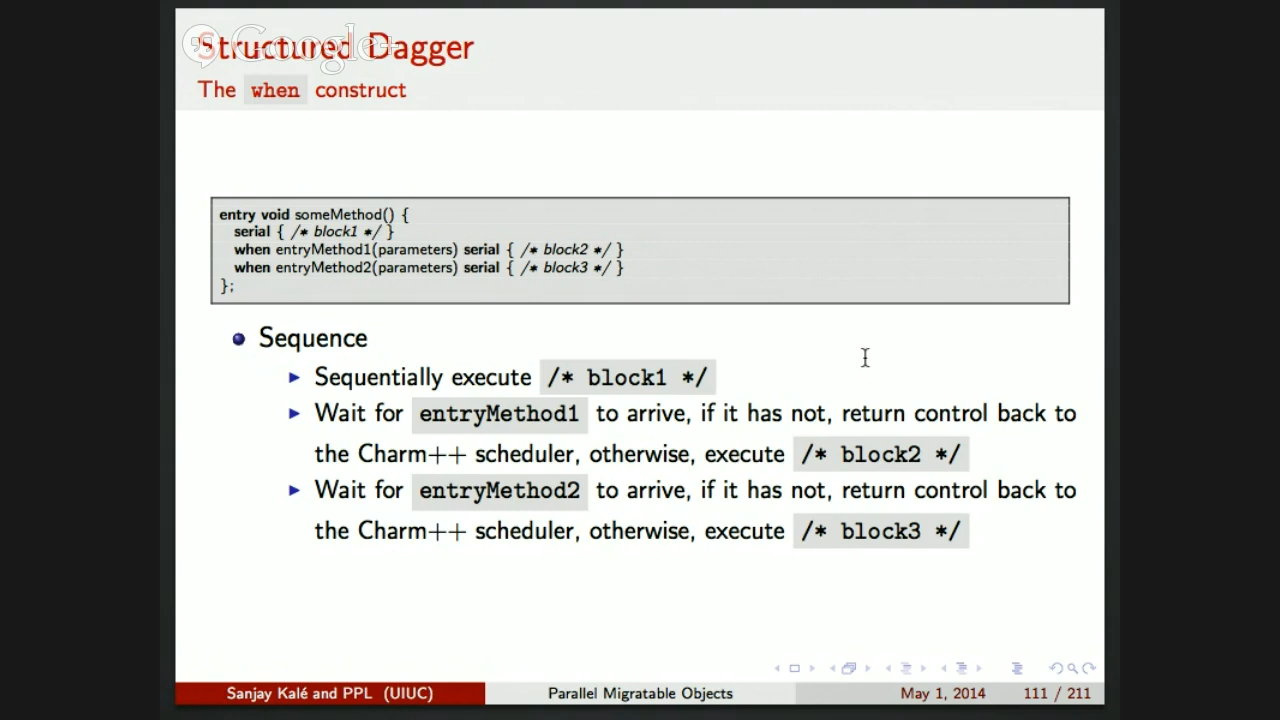 Structured Dagger
Google+
The when construct
entry void someMethod() {
serial { /* block1 */ }
when entryMethod1(parameters) serial { /* block2 */ }
when entryMethod2(parameters) serial { /* block3 */ }
};
Sequence
Sequentially execute /* block1 */
Wait for entryMethod1 to arrive, if it has not, return control back to
the Charm++ scheduler, otherwise, execute /* block2 */
Wait for entryMethod2 to arrive, if it has not, return control back to
the Charm++ scheduler, otherwise, execute /* block3 */
Sanjay Kalé and PPL (UIUC) Parallel Migratable Objects May 1, 2014 111 / 211